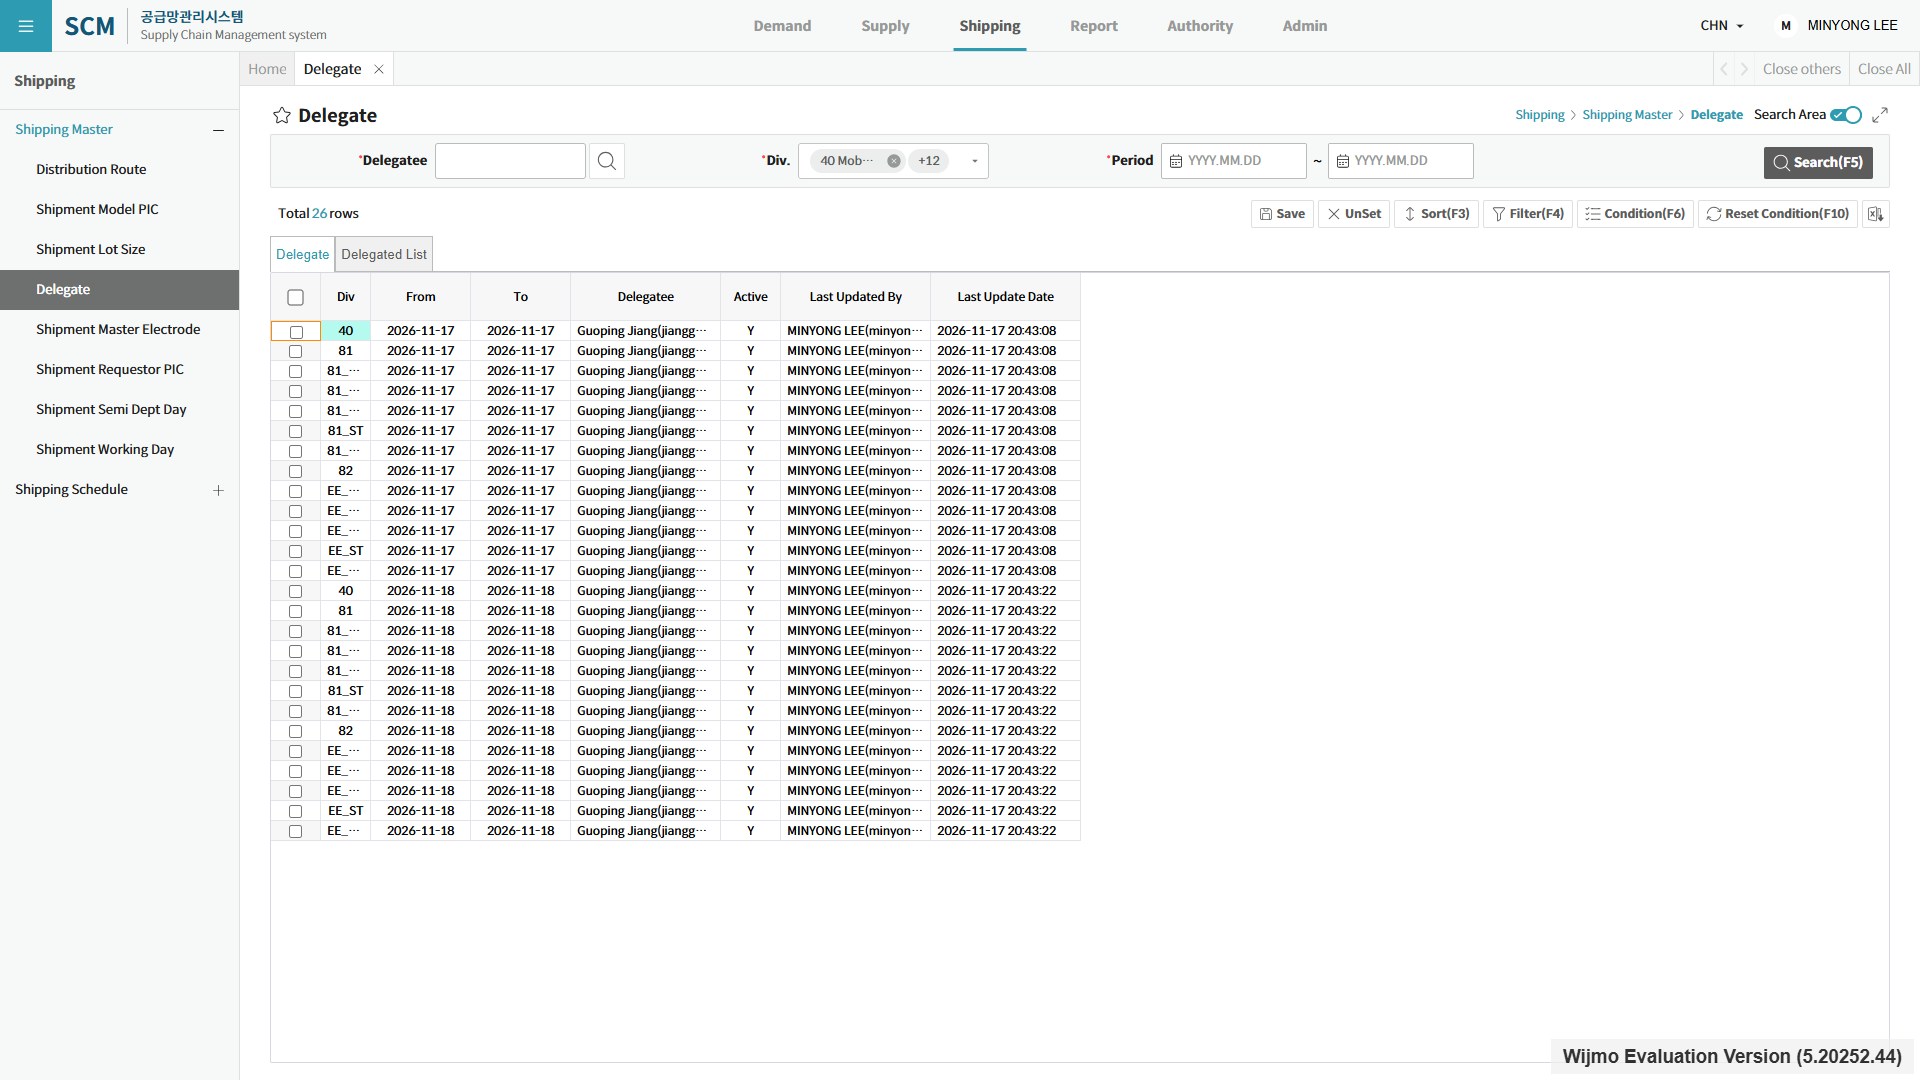 SCM
공급망관리시스템
Supply Chain Management system
Demand
Supply
Shipping
Report
Authority
Admin
CHN
M
MINYONG LEE
Shipping
Home
Delegate
Close others
Close All
Shipping Master
Distribution Route
Shipment Model PIC
Shipment Lot Size
Delegate
Shipment Master Electrode
Shipment Requestor PIC
Shipment Semi Dept Day
Shipment Working Day
Shipping Schedule
Delegate
Shipping > Shipping Master > Delegate
Search Area
*Delegatee
*Div.
40 Mob···
+12
*Period
YYYY.MM.DD
~
YYYY.MM.DD
Search(F5)
Total 26 rows
Save
UnSet
Sort(F3)
Filter(F4)
Condition(F6)
Reset Condition(F10)
Delegate
Delegated List
Div From To Delegatee Active Last Updated By Last Update Date
40 2026-11-17 2026-11-17 Guoping Jiang(jiangg··· Y MINYONG LEE(minyon··· 2026-11-17 20:43:08
81 2026-11-17 2026-11-17 Guoping Jiang(jiangg··· Y MINYONG LEE(minyon··· 2026-11-17 20:43:08
81_··· 2026-11-17 2026-11-17 Guoping Jiang(jiangg··· Y MINYONG LEE(minyon··· 2026-11-17 20:43:08
81_··· 2026-11-17 2026-11-17 Guoping Jiang(jiangg··· Y MINYONG LEE(minyon··· 2026-11-17 20:43:08
81_··· 2026-11-17 2026-11-17 Guoping Jiang(jiangg··· Y MINYONG LEE(minyon··· 2026-11-17 20:43:08
81_ST 2026-11-17 2026-11-17 Guoping Jiang(jiangg··· Y MINYONG LEE(minyon··· 2026-11-17 20:43:08
81_··· 2026-11-17 2026-11-17 Guoping Jiang(jiangg··· Y MINYONG LEE(minyon··· 2026-11-17 20:43:08
82 2026-11-17 2026-11-17 Guoping Jiang(jiangg··· Y MINYONG LEE(minyon··· 2026-11-17 20:43:08
EE_··· 2026-11-17 2026-11-17 Guoping Jiang(jiangg··· Y MINYONG LEE(minyon··· 2026-11-17 20:43:08
EE_··· 2026-11-17 2026-11-17 Guoping Jiang(jiangg··· Y MINYONG LEE(minyon··· 2026-11-17 20:43:08
EE_··· 2026-11-17 2026-11-17 Guoping Jiang(jiangg··· Y MINYONG LEE(minyon··· 2026-11-17 20:43:08
EE_ST 2026-11-17 2026-11-17 Guoping Jiang(jiangg··· Y MINYONG LEE(minyon··· 2026-11-17 20:43:08
EE_··· 2026-11-17 2026-11-17 Guoping Jiang(jiangg··· Y MINYONG LEE(minyon··· 2026-11-17 20:43:08
40 2026-11-18 2026-11-18 Guoping Jiang(jiangg··· Y MINYONG LEE(minyon··· 2026-11-17 20:43:22
81 2026-11-18 2026-11-18 Guoping Jiang(jiangg··· Y MINYONG LEE(minyon··· 2026-11-17 20:43:22
81_··· 2026-11-18 2026-11-18 Guoping Jiang(jiangg··· Y MINYONG LEE(minyon··· 2026-11-17 20:43:22
81_··· 2026-11-18 2026-11-18 Guoping Jiang(jiangg··· Y MINYONG LEE(minyon··· 2026-11-17 20:43:22
81_··· 2026-11-18 2026-11-18 Guoping Jiang(jiangg··· Y MINYONG LEE(minyon··· 2026-11-17 20:43:22
81_ST 2026-11-18 2026-11-18 Guoping Jiang(jiangg··· Y MINYONG LEE(minyon··· 2026-11-17 20:43:22
81_··· 2026-11-18 2026-11-18 Guoping Jiang(jiangg··· Y MINYONG LEE(minyon··· 2026-11-17 20:43:22
82 2026-11-18 2026-11-18 Guoping Jiang(jiangg··· Y MINYONG LEE(minyon··· 2026-11-17 20:43:22
EE_··· 2026-11-18 2026-11-18 Guoping Jiang(jiangg··· Y MINYONG LEE(minyon··· 2026-11-17 20:43:22
EE_··· 2026-11-18 2026-11-18 Guoping Jiang(jiangg··· Y MINYONG LEE(minyon··· 2026-11-17 20:43:22
EE_··· 2026-11-18 2026-11-18 Guoping Jiang(jiangg··· Y MINYONG LEE(minyon··· 2026-11-17 20:43:22
EE_ST 2026-11-18 2026-11-18 Guoping Jiang(jiangg··· Y MINYONG LEE(minyon··· 2026-11-17 20:43:22
EE_··· 2026-11-18 2026-11-18 Guoping Jiang(jiangg··· Y MINYONG LEE(minyon··· 2026-11-17 20:43:22
Wijmo Evaluation Version (5.20252.44)